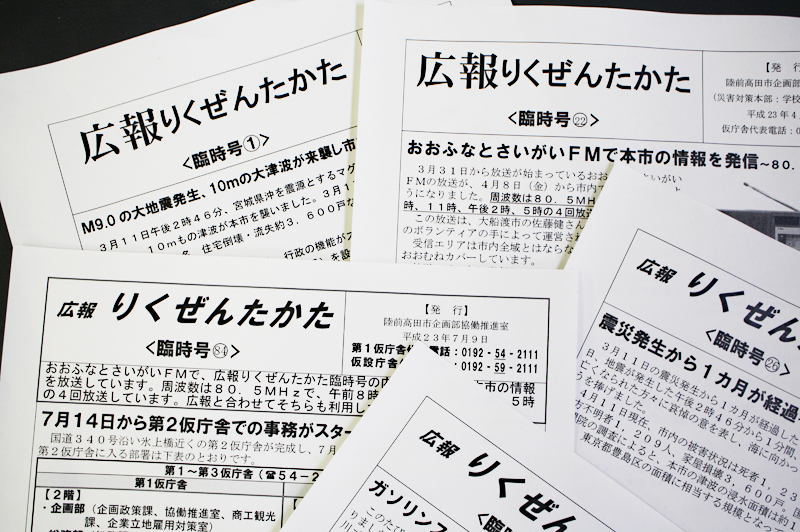 広報りくぜんたかた
<臨時号①>
M9.0の大地震発生、10mの大津波が来襲し市
3月11日午後2時46分、宮城県沖を震源とするマグ
10mもの津波が本市を襲いました。3月1
住宅倒壊・流失約3,600
行政の機能が
広報りくぜんたかた
<臨時号㉒>
【発 行
陸前高田市企画部
(災害対策本部:学校
平成23年4
仮庁舎代表電話:0
おおふなとさいがいFMで本市の情報を発信~80.
3月31日から放送が始まっているおお
さいがい
FMの放送が、4月8日(金)から市内
うになりました。周波数は80.5MH
時、11時、午後2時、5時の4回放送
この放送は、大船渡市の佐藤健さん
のボランティアの手によって運営され
受信エリアは市内全域とはならな
おおむねカバーしています。
広報 りくぜんたかた
<臨時号84>
【発 行】
陸前高田市企画部協働推進室
平成23年7月9日
第1仮庁舎代 電話:0192-54-2111
仮設庁舎 :0192-59-2111
おおふなとさいがいFMで、広報りくぜんたかた臨時号の内
市の情報
を放送しています。周波数は80.5MHzで、午前8時
5時
の4回放送しています。広報と合わせてそちらも利用し
7月14日から第2仮庁舎での事務がスター
国道340号沿い氷上橋近くの第2仮庁舎が完成し、7月
第2仮庁舎に入る部署は下表のとおりです。
第1~第3仮庁舎(☎54-2
第1仮庁舎
【2階】
・企画部(企画政策課、協働推進室、商工観光
課、企業立地雇用対策室)
広報 りくぜんたか
<臨時号㉖>
震災発生から1カ月が経過
3月11日の震災発生から1カ月が経過した
日、地震が発生した午後2時46分から1分間、
亡くなられた方々に哀悼の意を表し、海に向かっ
うを捧げました。
4月11日現在、市内の被害状況は死者1,23
方不明者1,209人、家屋損壊3,600戸
院の調査によると、本市の津波の浸水面積は約
東京都豊島区の面積に相当する規模とな
広報 りくぜん
<臨時号
ガソリンス
このたび